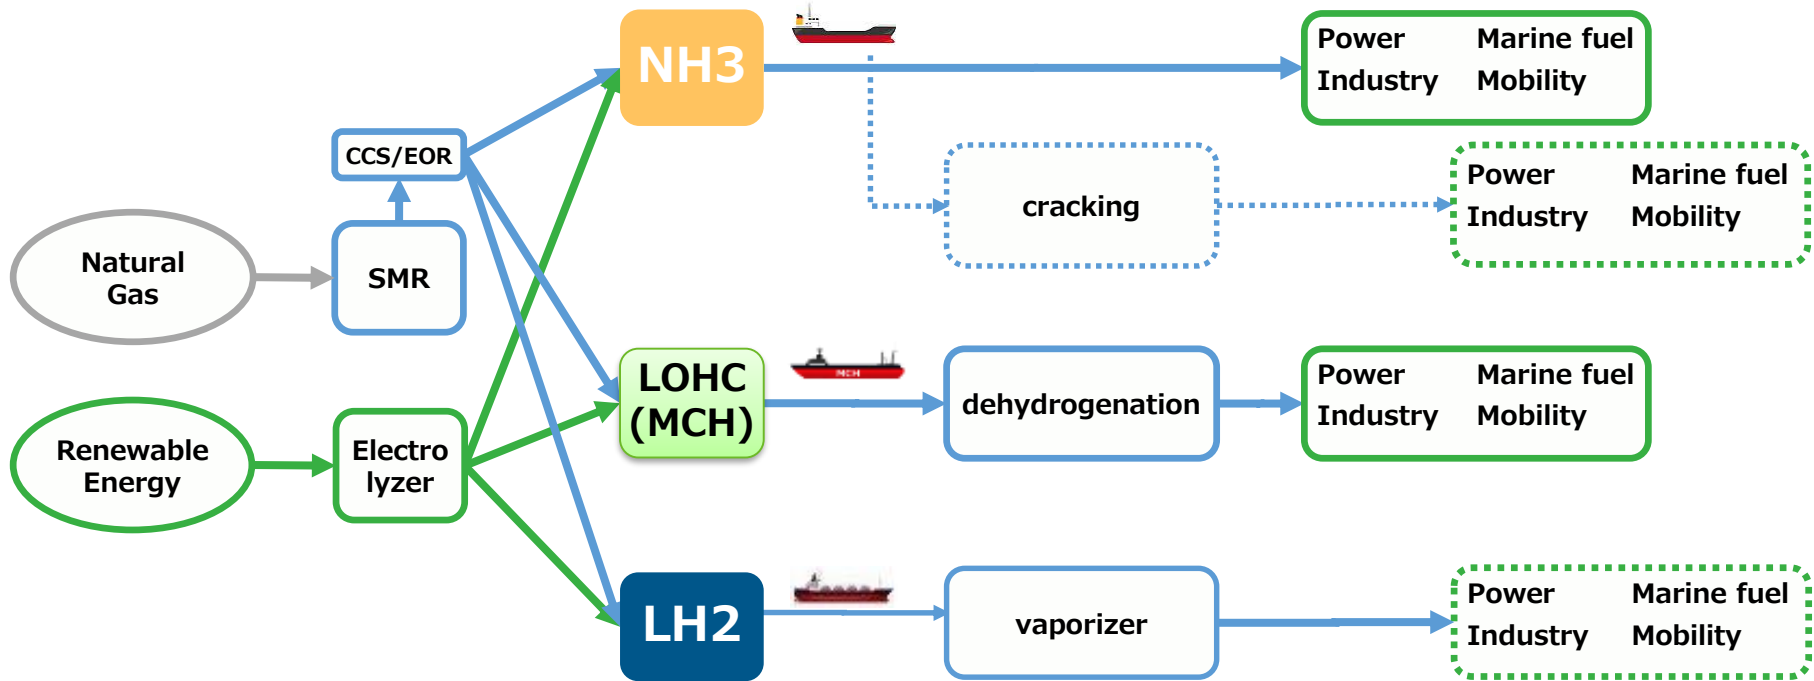 NH3
Power Marine fuel
Industry Mobility
CCS/EOR
cracking
Power Marine fuel
Industry Mobility
Natural
Gas
SMR
LOHC
(MCH)
MCH
dehydrogenation
Power Marine fuel
Industry Mobility
Renewable
Energy
Electro
lyzer
LH2
vaporizer
Power Marine fuel
Industry Mobility